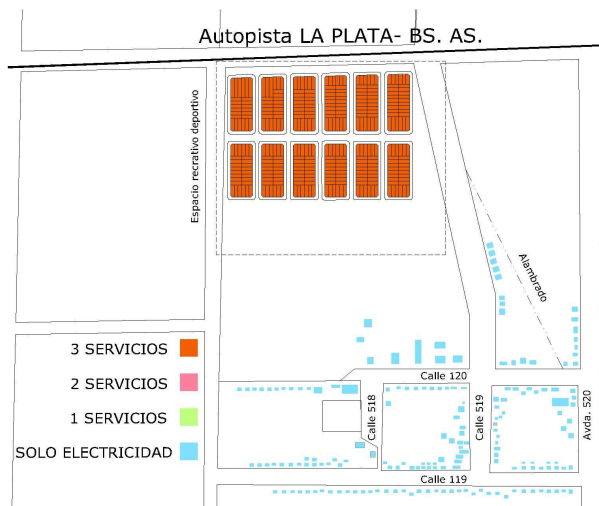 Autopista LA PLATA- BS. AS.
Espacio recrativo deportivo
Alambrado
3 SERVICIOS
2 SERVICIOS
1 SERVICIOS
SOLO ELECTRICIDAD
Calle 120
Calle 518
Calle 519
Avda. 520
Calle 119